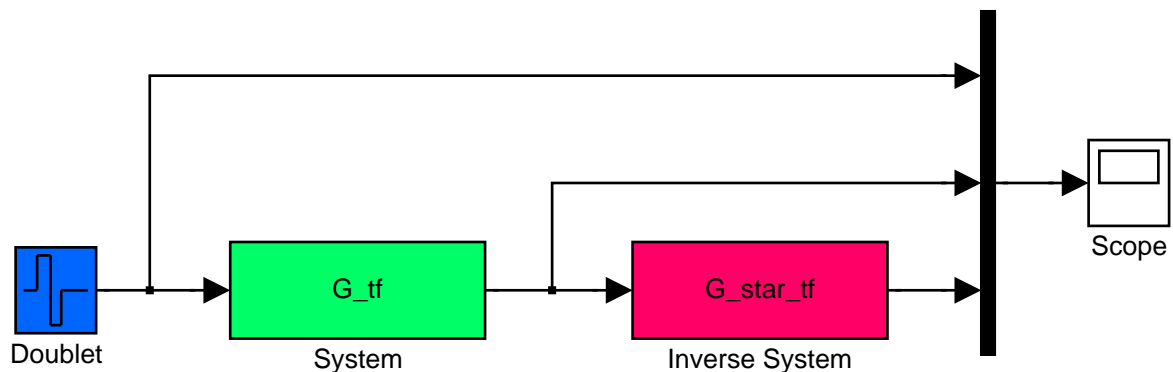 G_tf
G_star_tf
Scope
Doublet
System
Inverse System